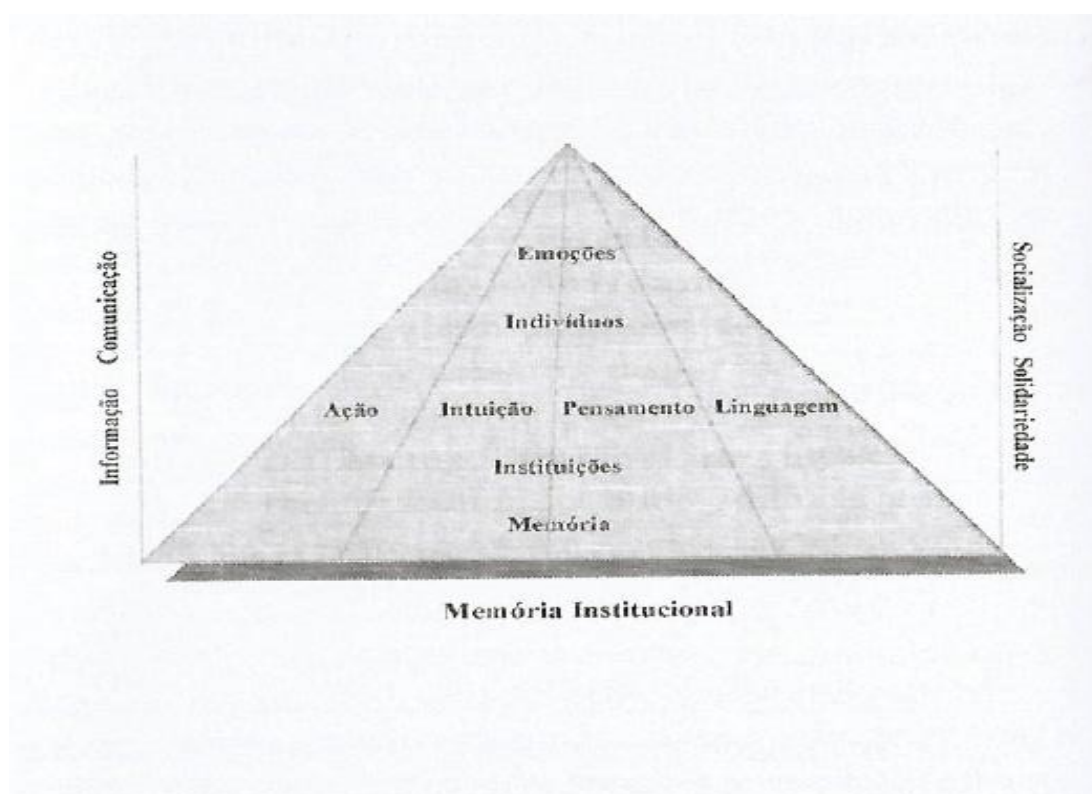 Emoções
Indivíduos
Informação Comunicação
Socialização Solidariedade
Ação Intuição Pensamento Linguagem
Instituições
Memória
Memória Institucional